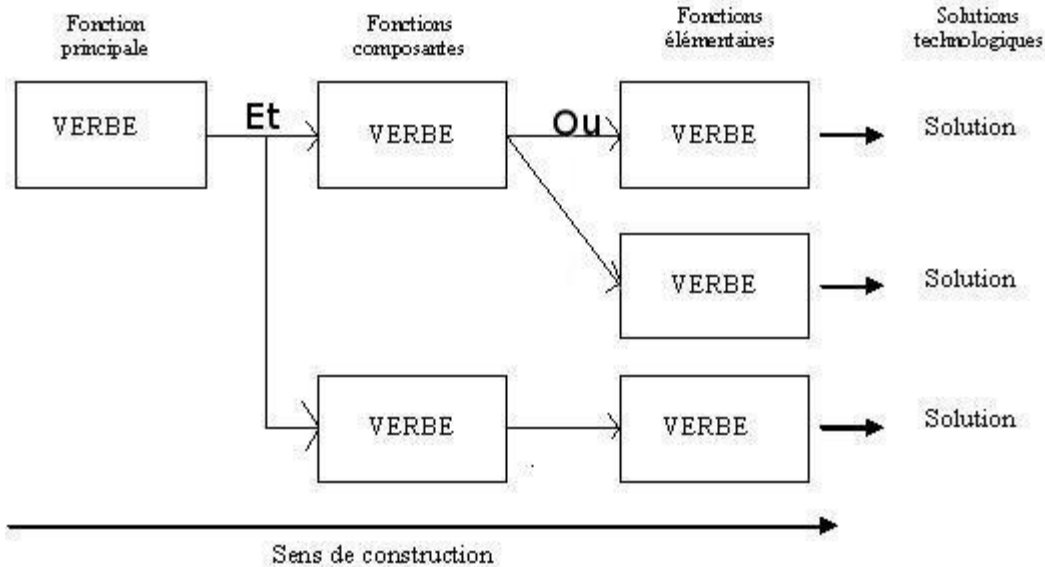 Fonction
principale
Fonctions
composantes
Fonctions
élémentaires
Solutions
technologiques
VERBE
Et
VERBE
Ou
VERBE
Solution
VERBE
Solution
VERBE
VERBE
Solution
Sens de construction